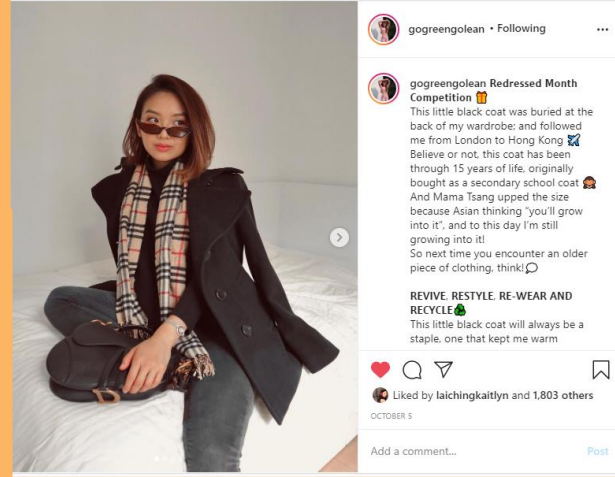 gogreengolean • Following
gogreengolean Redressed Month
Competition 🎁
This little black coat was buried at the
back of my wardrobe; and followed
me from London to Hong Kong ✈️
Believe or not, this coat has been
through 15 years of life, originally
bought as a secondary school coat 🙊
And Mama Tsang upped the size
because Asian thinking "you'll grow
into it", and to this day I'm still
growing into it!
So next time you encounter an older
piece of clothing, think!💭
REVIVE, RESTYLE, RE-WEAR AND
RECYCLE♻️
This little black coat will always be a
staple, one that kept me warm
Liked by laichingkaitlyn and 1,803 others
OCTOBER 5
Add a comment...
Post